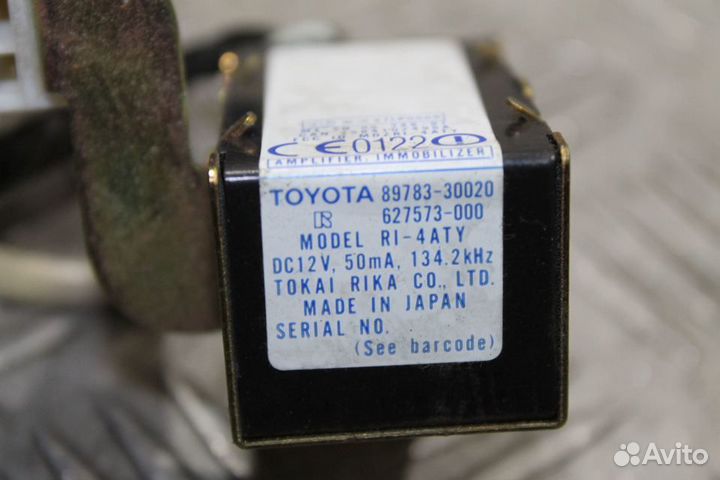 CE0122
AMPLIFIER, IMMOBILIZER
TOYOTA 89783-30020
R 627573-000
MODEL RI-4ATY
DC12V, 50mA, 134.2kHz
TOKAI RIKA CO., LTD.
MADE IN JAPAN
SERIAL NO.
(See barcode)
Avito